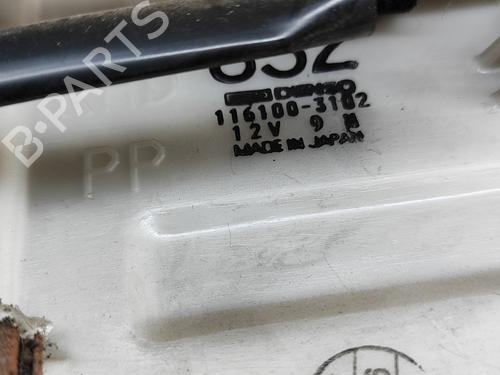 B-PARTS
DENSO
116100-3102
12V 9 M
MADE IN JAPAN
PP